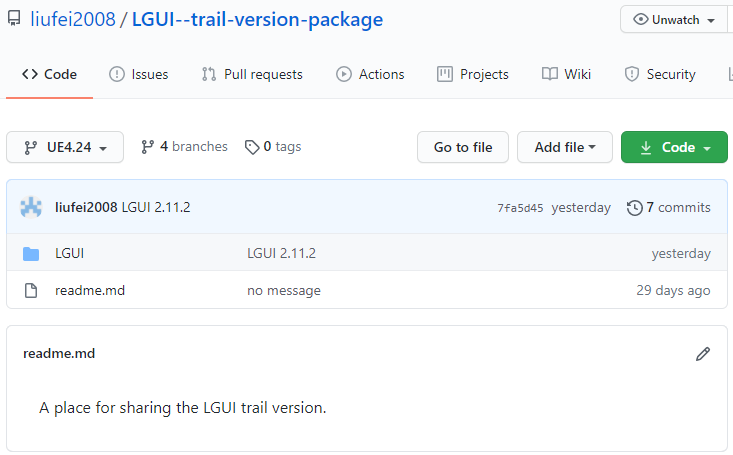 liufei2008 / LGUI--trail-version-package Unwatch
Code Issues Pull requests Actions Projects Wiki Security
UE4.24 4 branches 0 tags Go to file Add file Code
liufei2008 LGUI 2.11.2 7fa5d45 yesterday 7 commits
LGUI LGUI 2.11.2 yesterday
readme.md no message 29 days ago
readme.md
A place for sharing the LGUI trail version.